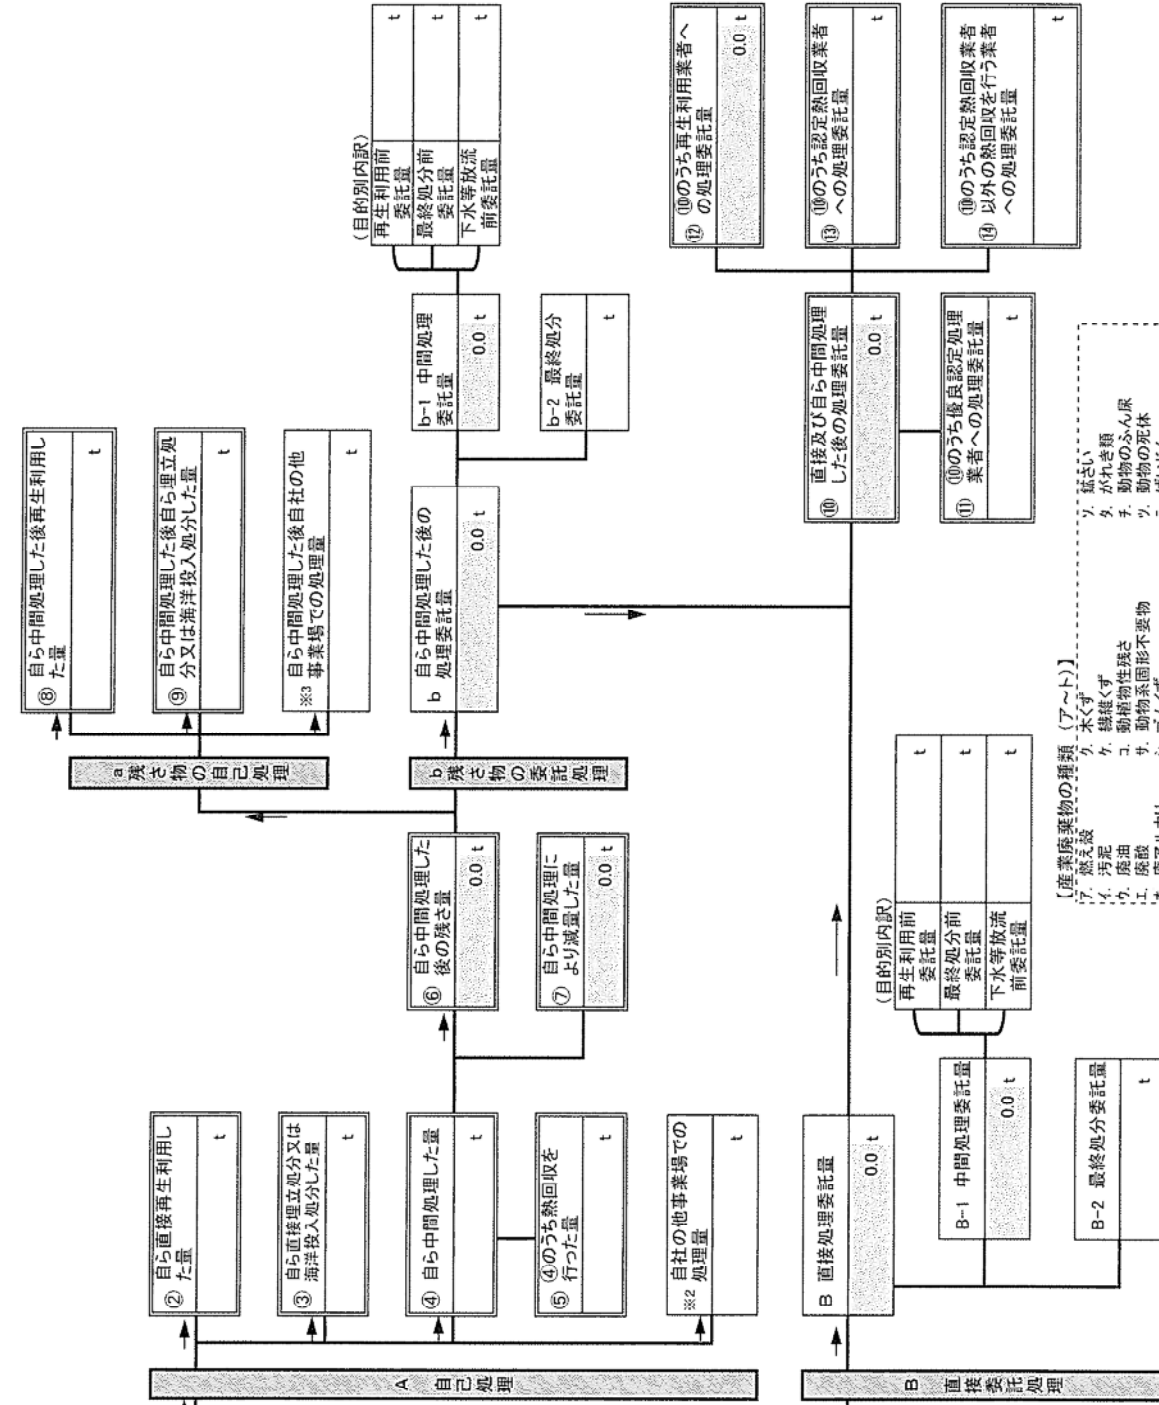 A 自己処理
② 自ら直接再生利用し
た量
t
③ 自ら直接埋立処分又は
海洋投入処分した量
t
④ 自ら中間処理した量
t
⑤ ④のうち熱回収を
行った量
t
※2 自社の他事業場での
処理量
t
⑥ 自ら中間処理した
後の残さ量
0.0 t
⑦ 自ら中間処理に
より減量した量
0.0 t
a 残さ物の自己処理
⑧ 自ら中間処理した後再生利用し
た量
t
⑨ 自ら中間処理した後自ら埋立処
分又は海洋投入処分した量
t
※3 自ら中間処理した後自社の他
事業場での処理量
t
b 残さ物の委託処理
b 自ら中間処理した後の
処理委託量
0.0 t
b-1 中間処理
委託量
0.0 t
b-2 最終処分
委託量
t
(目的別内訳)
再生利用前
委託量
t
最終処分前
委託量
t
下水等放流
前委託量
t
B 直接委託処理
B 直接処理委託量
0.0 t
B-1 中間処理委託量
0.0 t
B-2 最終処分委託量
t
(目的別内訳)
再生利用前
委託量
t
最終処分前
委託量
t
下水等放流
前委託量
t
⑩ 直接及び自ら中間処理
した後の処理委託量
0.0 t
⑪ ⑩のうち優良認定処理
業者への処理委託量
t
⑫ ⑩のうち再生利用業者へ
の処理委託量
0.0 t
⑬ ⑩のうち認定熱回収業者
への処理委託量
t
⑭ ⑩のうち認定熱回収業者
以外の熱回収を行う業者
への処理委託量
t
【産業廃棄物の種類(ア~ト)】
ア. 燃え殻
イ. 汚泥
ウ. 廃油
エ. 廃酸
ク. 木くず
ケ. 繊維くず
コ. 動植物性残さ
サ. 動物系固形不要物
ソ. 鉱さい
タ. がれき類
チ. 動物のふん尿
ツ. 動物の死体